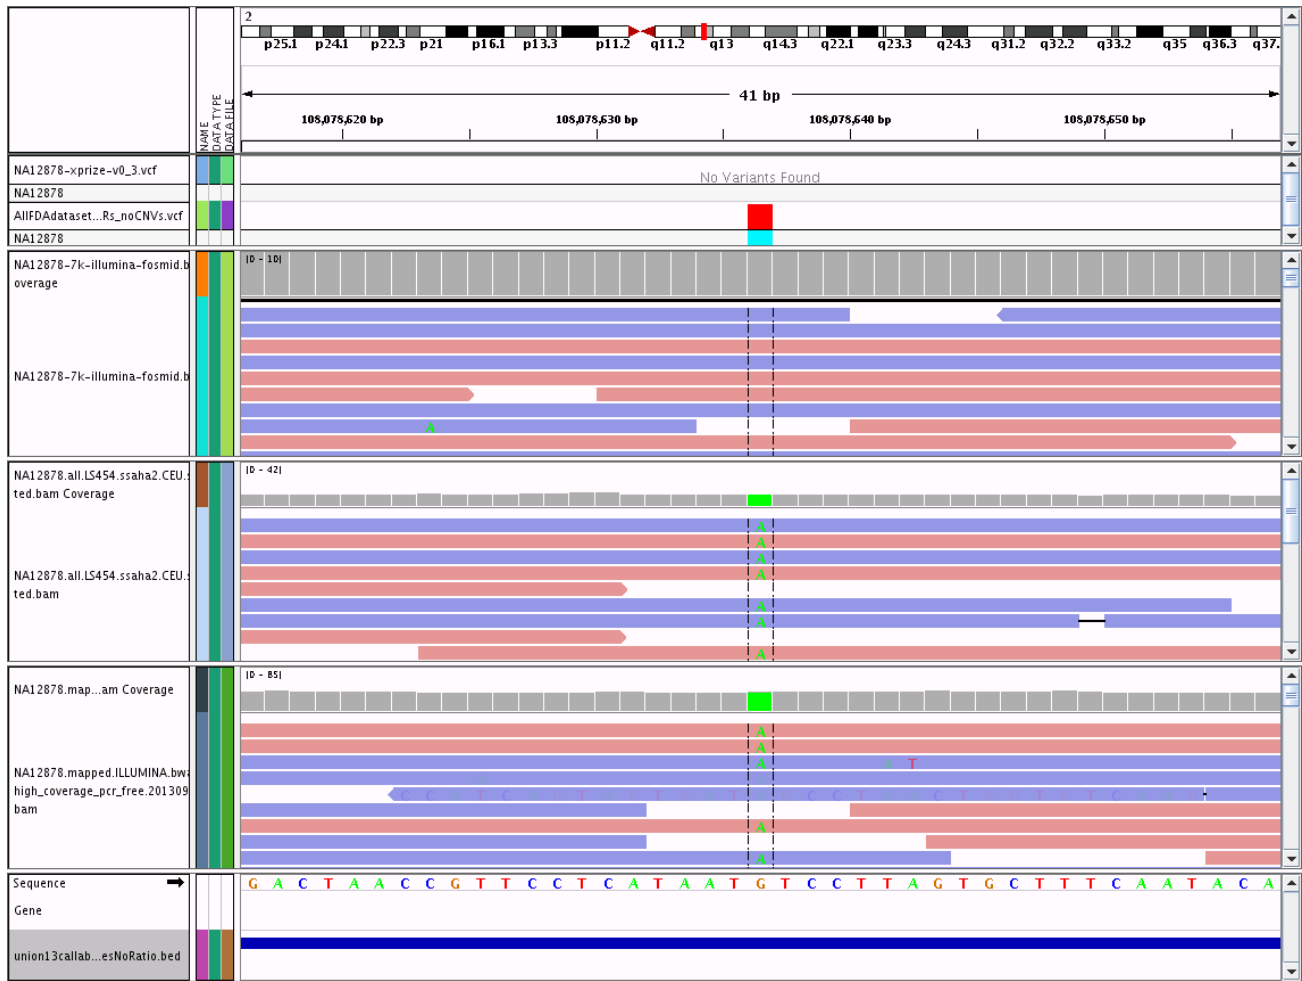 2
p25.1 p24.1 p22.3 p21 p16.1 p13.3 p11.2 q11.2 q13 q14.3 q22.1 q23.3 q24.3 q31.2 q32.2 q33.2 q35 q36.3 q37.
41 bp
108,078,620 bp 108,078,630 bp 108,078,640 bp 108,078,650 bp
NAME
DATA TYPE
DATA FILE
NA12878-xprize-v0_3.vcf
No Variants Found
NA12878
AllFDAdataset...Rs_noCNVs.vcf
NA12878
NA12878-7k-illumina-fosmid.b
overage
[0 - 10]
NA12878-7k-illumina-fosmid.b
A
NA12878.all.LS454.ssaha2.CEU.s
ted.bam Coverage
[0 - 42]
A
A
A
A
NA12878.all.LS454.ssaha2.CEU.s
ted.bam
A
A
A
NA12878.map...am Coverage
[0 - 85]
A
A
A T
NA12878.mapped.ILLUMINA.bwa
high_coverage_pcr_free.201309
bam
A
A
Sequence G A C T A A C C G T T C C T C A T A A T G T C C T T A G T G C T T T C A A T A C A
Gene
union13callab...esNoRatio.bed